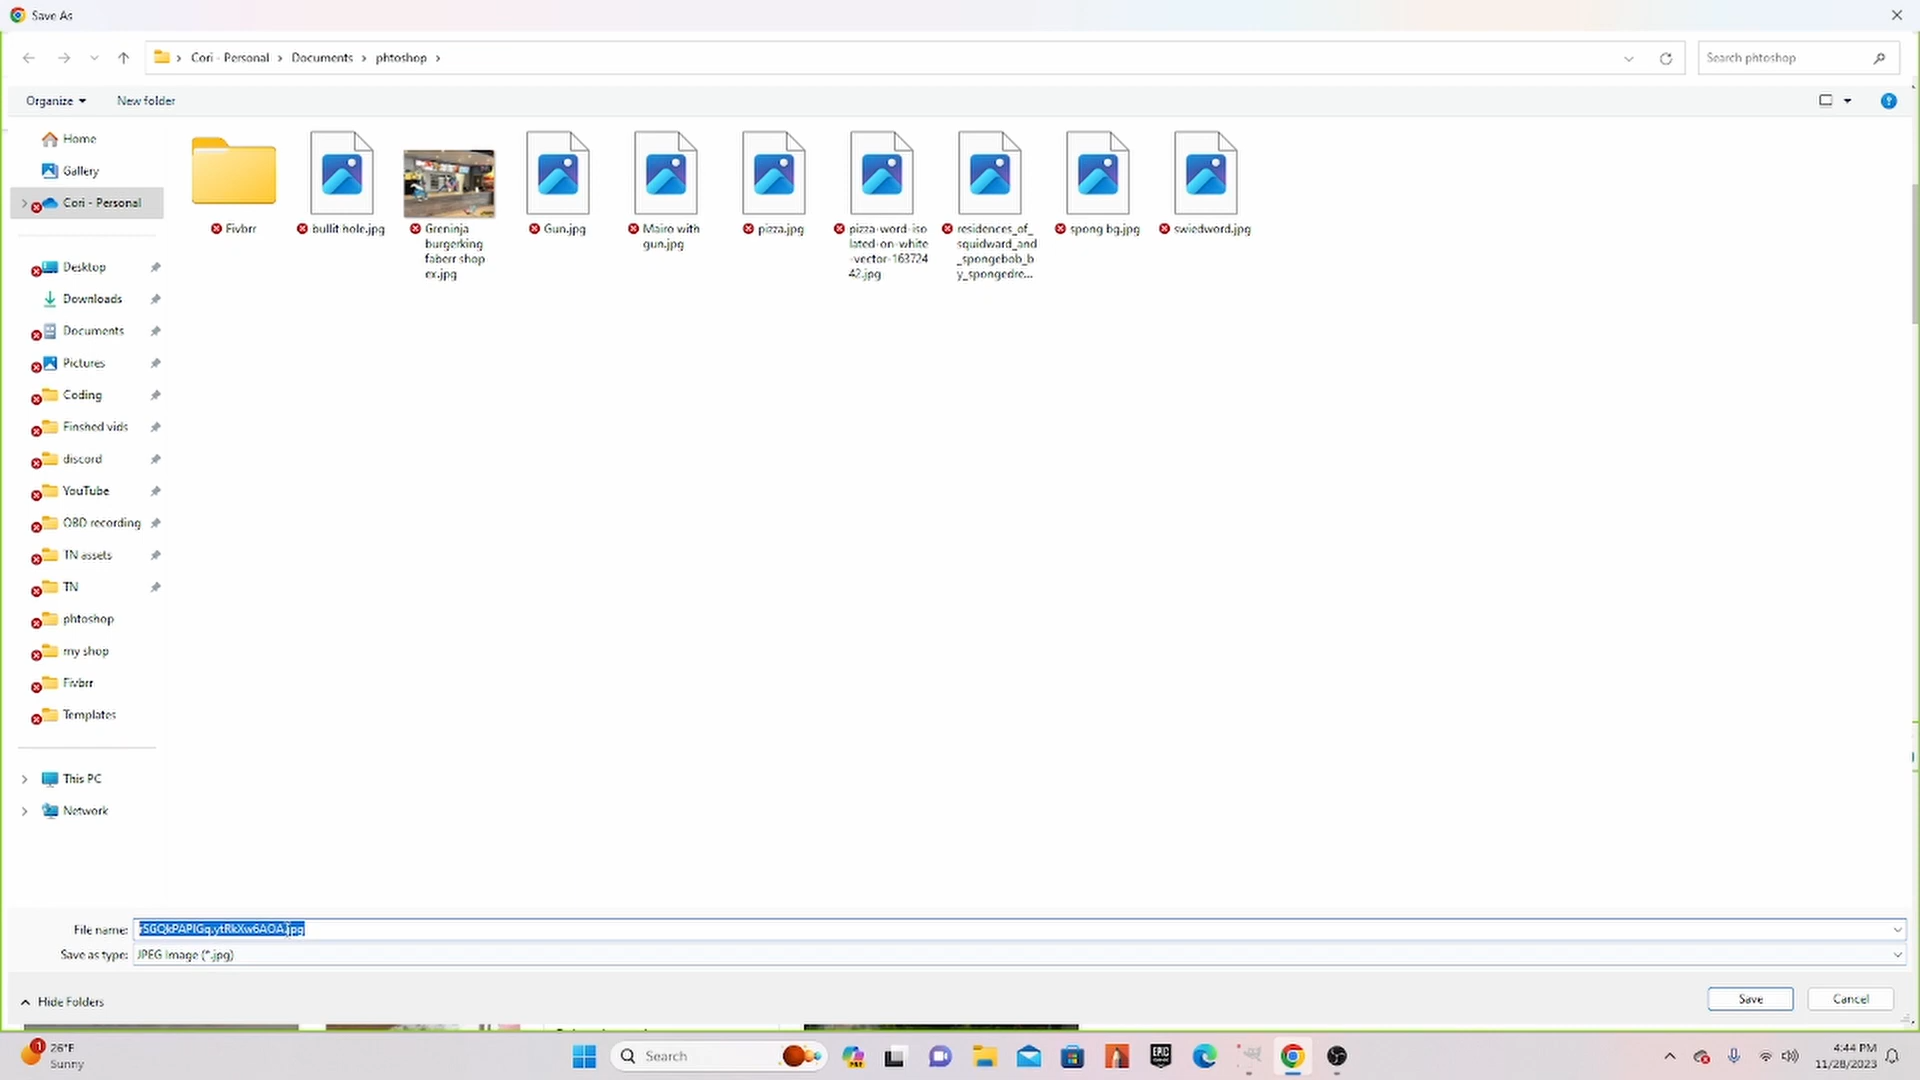 Save As
Cori - Personal > Documents > phtoshop >
Search phtoshop
Organize
New folder
Home
Gallery
Cori - Personal
Desktop
Downloads
Documents
Pictures
Coding
Finshed vids
discord
YouTube
OBD recording
TN assets
TN
phtoshop
my shop
Fivbrr
Templates
This PC
Network
Fivbrr
bullit hole.jpg
Greninja
burgerking
faberr shop
ex.jpg
Gun.jpg
Mairo with
gun.jpg
pizza.jpg
pizza-word-iso
lated-on-white
-vector-163724
42.jpg
residences_of_
squidward_and
_spongebob_b
y_spongedre...
spong bg.jpg
swiedword.jpg
File name:
Save as type: JPEG Image (*.jpg)
Hide Folders
Save
Cancel
1
26°F
Sunny
Search
EPIC
4:44 PM
11/28/2023